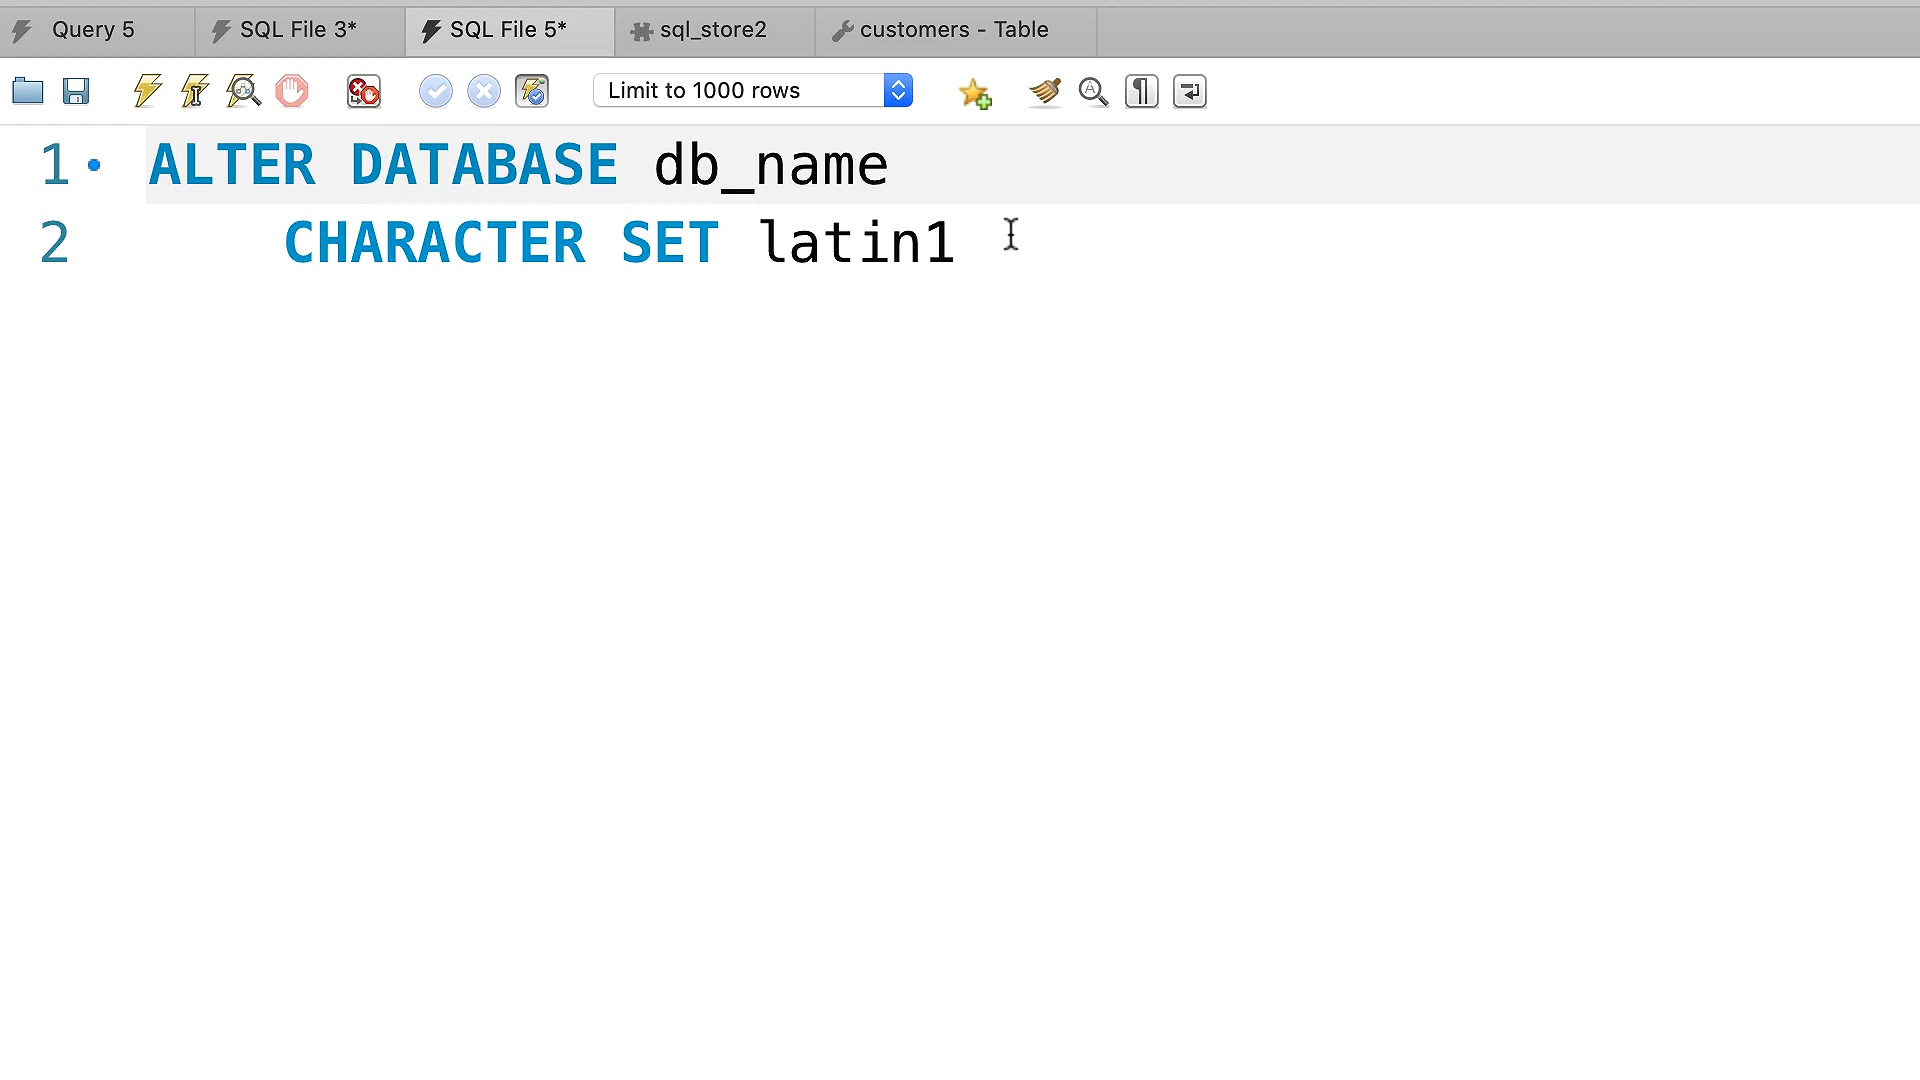 Query 5 SQL File 3* SQL File 5* sql_store2 customers - Table
Limit to 1000 rows
1 ALTER DATABASE db_name
2 CHARACTER SET latin1